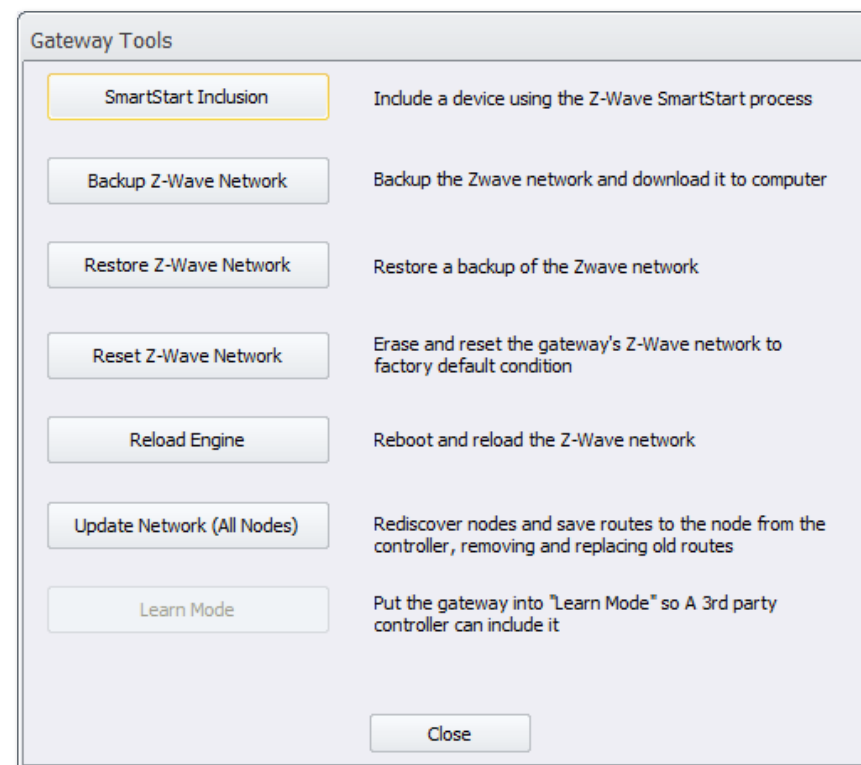 Gateway Tools
SmartStart Inclusion
Include a device using the Z-Wave SmartStart process
Backup Z-Wave Network
Backup the Zwave network and download it to computer
Restore Z-Wave Network
Restore a backup of the Zwave network
Reset Z-Wave Network
Erase and reset the gateway's Z-Wave network to
factory default condition
Reload Engine
Reboot and reload the Z-Wave network
Update Network (All Nodes)
Rediscover nodes and save routes to the node from the
controller, removing and replacing old routes
Learn Mode
Put the gateway into "Learn Mode" so A 3rd party
controller can include it
Close